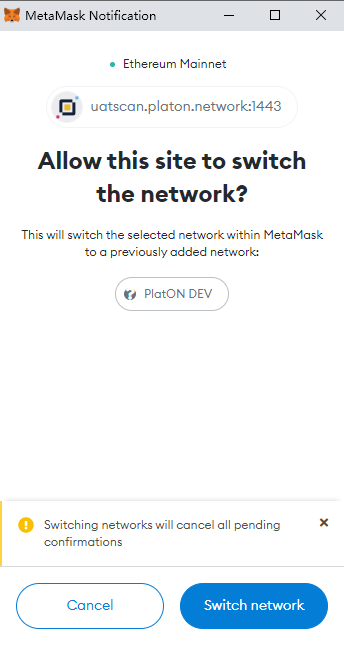 MetaMask Notification
Ethereum Mainnet
uatscan.platon.network:1443
Allow this site to switch
the network?
This will switch the selected network within MetaMask
to a previously added network:
PlatON DEV
Switching networks will cancel all pending
confirmations
Cancel
Switch network